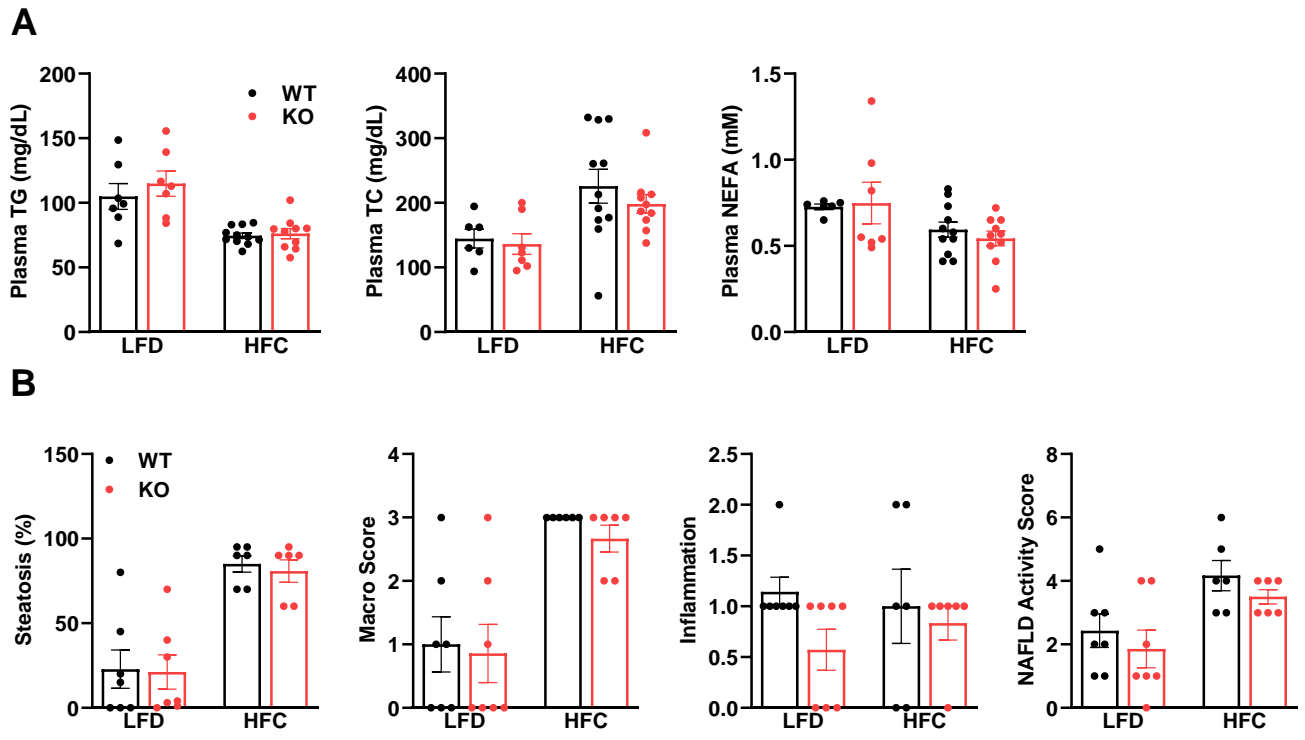 A
Plasma TG (mg/dL)
200
150
100
50
0
LFD
HFC
WT
KO
Plasma TC (mg/dL)
400
300
200
100
0
LFD
HFC
Plasma NEFA (mM)
1.5
1.0
0.5
0.0
LFD
HFC
B
Steatosis (%)
150
100
50
0
LFD
HFC
WT
KO
Macro Score
4
3
2
1
0
LFD
HFC
Inflammation
2.5
2.0
1.5
1.0
0.5
0.0
LFD
HFC
NAFLD Activity Score
8
6
4
2
0
LFD
HFC